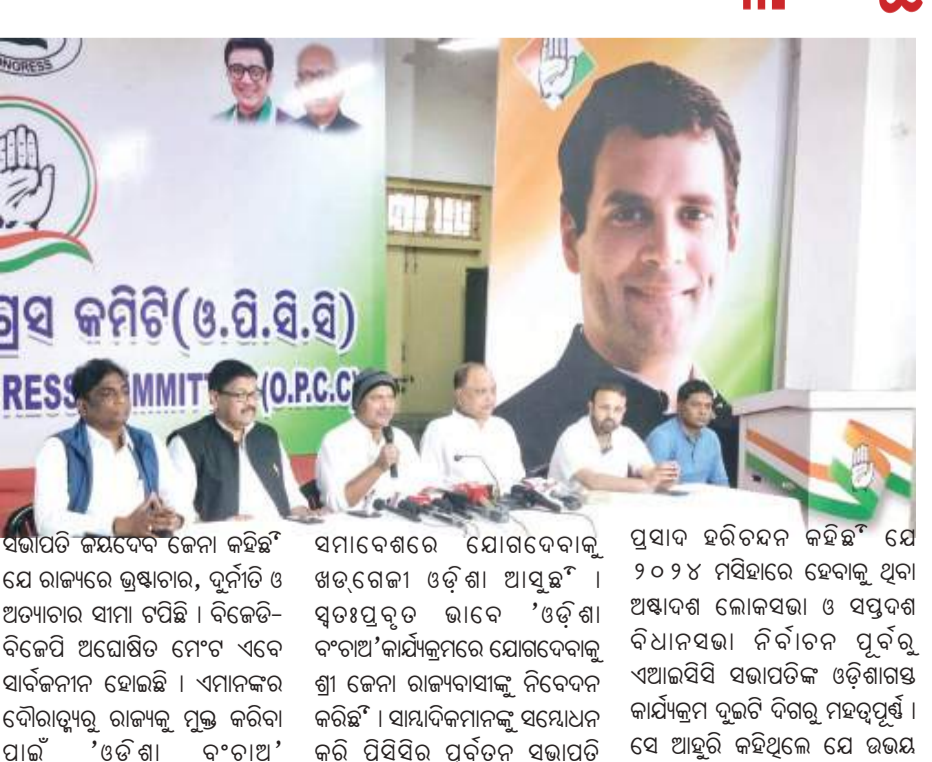 NGRESS
ଗ୍ରେସ କମିଟି(ଓ.ପି.ସି.ସି)
(O.P.C.C)
ସଭାପତି ଜୟଦେବ ଜେନା କହିଛନ୍ତି
ଯେ ରାଜ୍ୟରେ ଭ୍ରଷ୍ଟାଚାର, ଦୁର୍ନୀତି ଓ
ଅତ୍ୟାଚାର ସୀମା ଟପିଛି । ବିଜେଡି-
ବିଜେପି ଅଘୋଷିତ ମେଂଟ ଏବେ
ସାର୍ବଜନୀନ ହୋଇଛି । ଏମାନଙ୍କର
ଦୌରାତ୍ମ୍ୟରୁ ରାଜ୍ୟକୁ ମୁକ୍ତ କରିବା
ପାଇଁ 'ଓଡ଼ିଶା ବଂଚାଅ'
ସମାବେଶରେ ଯୋଗଦେବାକୁ
ଖଡ୍‌ଗେଜୀ ଓଡ଼ିଶା ଆସୁଛନ୍ତି ।
ସ୍ୱତଃପ୍ରବୃତ ଭାବେ 'ଓଡ଼ିଶା
ବଂଚାଅ'କାର୍ଯ୍ୟକ୍ରମରେ ଯୋଗଦେବାକୁ
ଶ୍ରୀ ଜେନା ରାଜ୍ୟବାସୀଙ୍କୁ ନିବେଦନ
କରିଛନ୍ତି । ସାମ୍ବାଦିକମାନଙ୍କୁ ସମ୍ବୋଧନ
କରି ପିସିସିର ପୂର୍ବତନ ସଭାପତି
ପ୍ରସାଦ ହରିଚନ୍ଦନ କହିଛନ୍ତି ଯେ
୨୦୨୪ ମସିହାରେ ହେବାକୁ ଥିବା
ଅଷ୍ଟାଦଶ ଲୋକସଭା ଓ ସପ୍ତଦଶ
ବିଧାନସଭା ନିର୍ବାଚନ ପୂର୍ବରୁ
ଏଆଇସିସି ସଭାପତିଙ୍କ ଓଡ଼ିଶାଗସ୍ତ
କାର୍ଯ୍ୟକ୍ରମ ଦୁଇଟି ଦିଗରୁ ମହତ୍ୱପୂର୍ଣ୍ଣ ।
ସେ ଆହୁରି କହିଥିଲେ ଯେ ଉଭୟ